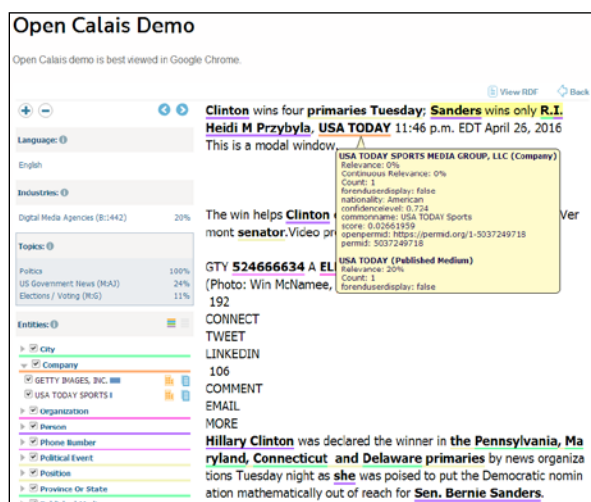 Open Calais Demo
Open Calais demo is best viewed in Google Chrome.
View RDF Back
Language:
English
Industries:
Digital Media Agencies (B:1442) 20%
Topics:
Politics 100%
US Government News (M:AJ) 24%
Elections / Voting (M:G) 11%
Entities:
City
Company
GETTY IMAGES, INC.
USA TODAY SPORTS
Organization
Person
Phone Number
Political Event
Position
Province Or State
Clinton wins four primaries Tuesday; Sanders wins only R.I.
Heidi M Przybyla, USA TODAY 11:46 p.m. EDT April 26, 2016
This is a modal window.
USA TODAY SPORTS MEDIA GROUP, LLC (Company)
Relevance: 0%
Continuous Relevance: 0%
Count: 1
forenduserdisplay: false
nationality: American
confidencelevel: 0.724
commonname: USA TODAY Sports
score: 0.02661959
openpermid: https://permid.org/1-5037249718
permid: 5037249718
USA TODAY (Published Medium)
Relevance: 20%
Count: 1
forenduserdisplay: false
The win helps Clinton Ver
mont senator.Video pr
GTY 524666634 A EL
(Photo: Win McNamee,
192
CONNECT
TWEET
LINKEDIN
106
COMMENT
EMAIL
MORE
Hillary Clinton was declared the winner in the Pennsylvania, Ma
ryland, Connecticut and Delaware primaries by news organiza
tions Tuesday night as she was poised to put the Democratic nomin
ation mathematically out of reach for Sen. Bernie Sanders.